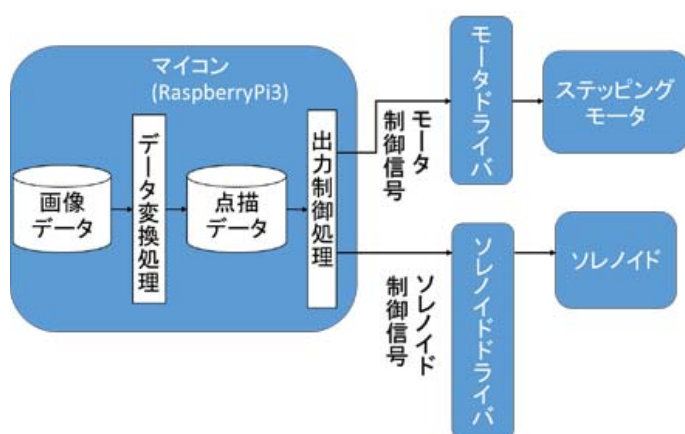 マイコン
(RaspberryPi3)
画像
データ
データ変換処理
点描
データ
出力制御処理
モータ
制御信号
モータドライバ
ステッピング
モータ
ソレノイド
制御信号
ソレノイドドライバ
ソレノイド